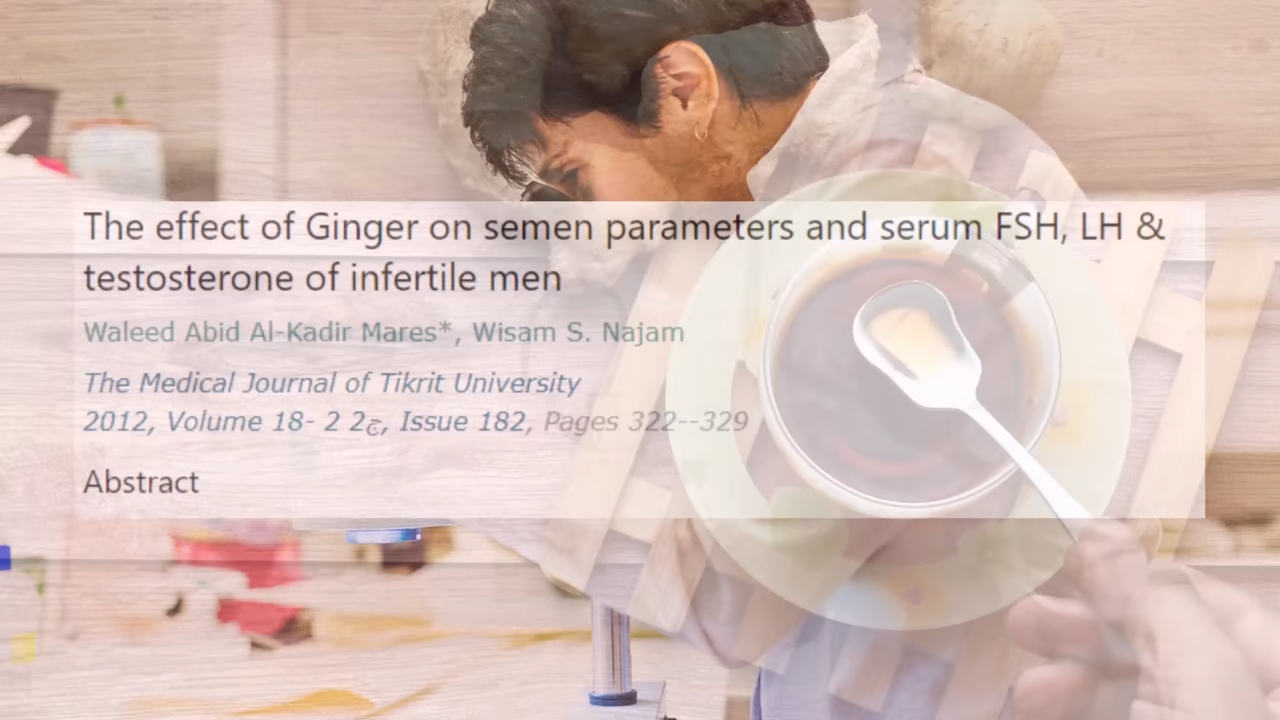 The effect of Ginger on semen parameters and serum FSH, LH &
testosterone of infertile men
Waleed Abid Al-Kadir Mares*, Wisam S. Najam
The Medical Journal of Tikrit University
2012, Volume 18- 2 2ج, Issue 182, Pages 322--329
Abstract